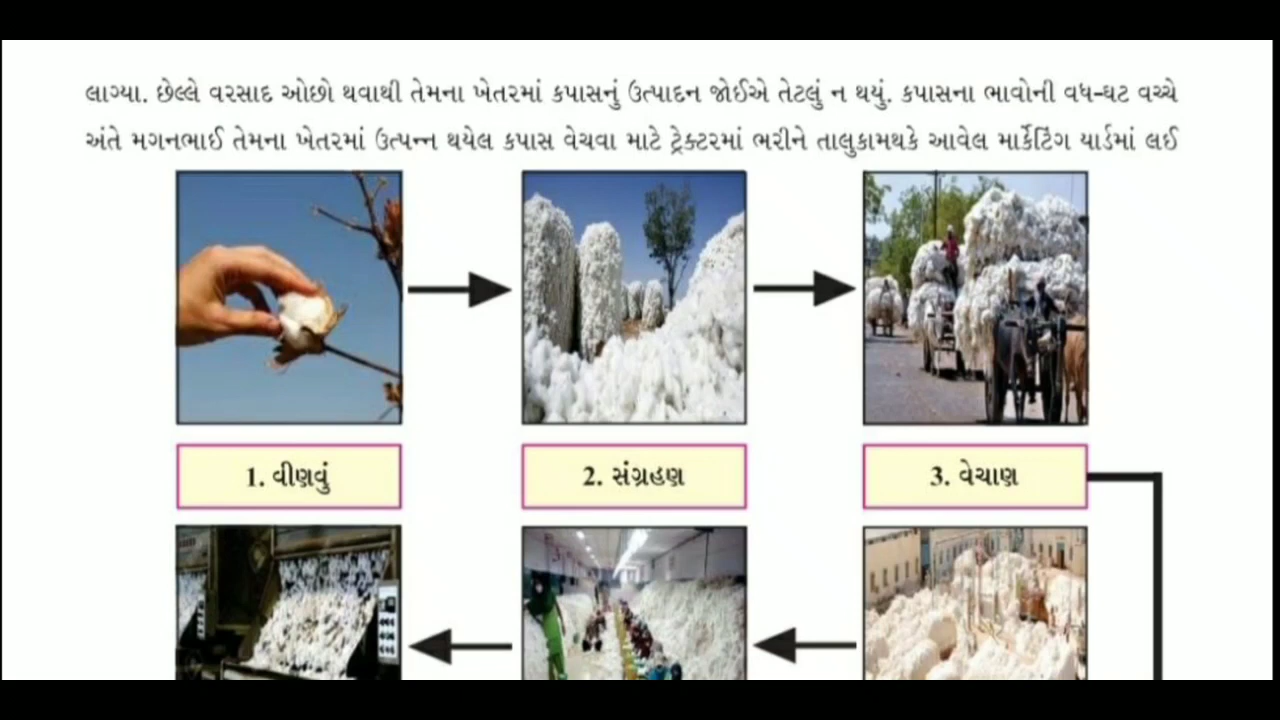 લાગ્યા. છેલ્લે વરસાદ ઓછો થવાથી તેમના ખેતરમાં કપાસનું ઉત્પાદન જોઈએ તેટલું ન થયું. કપાસના ભાવોની વધ-ઘટ વચ્ચે
અંતે મગનભાઈ તેમના ખેતરમાં ઉત્પન્ન થયેલ કપાસ વેચવા માટે ટ્રેક્ટરમાં ભરીને તાલુકામથકે આવેલ માર્કેટિંગ યાર્ડમાં લઈ
1. વીણવું
2. સંગ્રહણ
3. વેચાણ